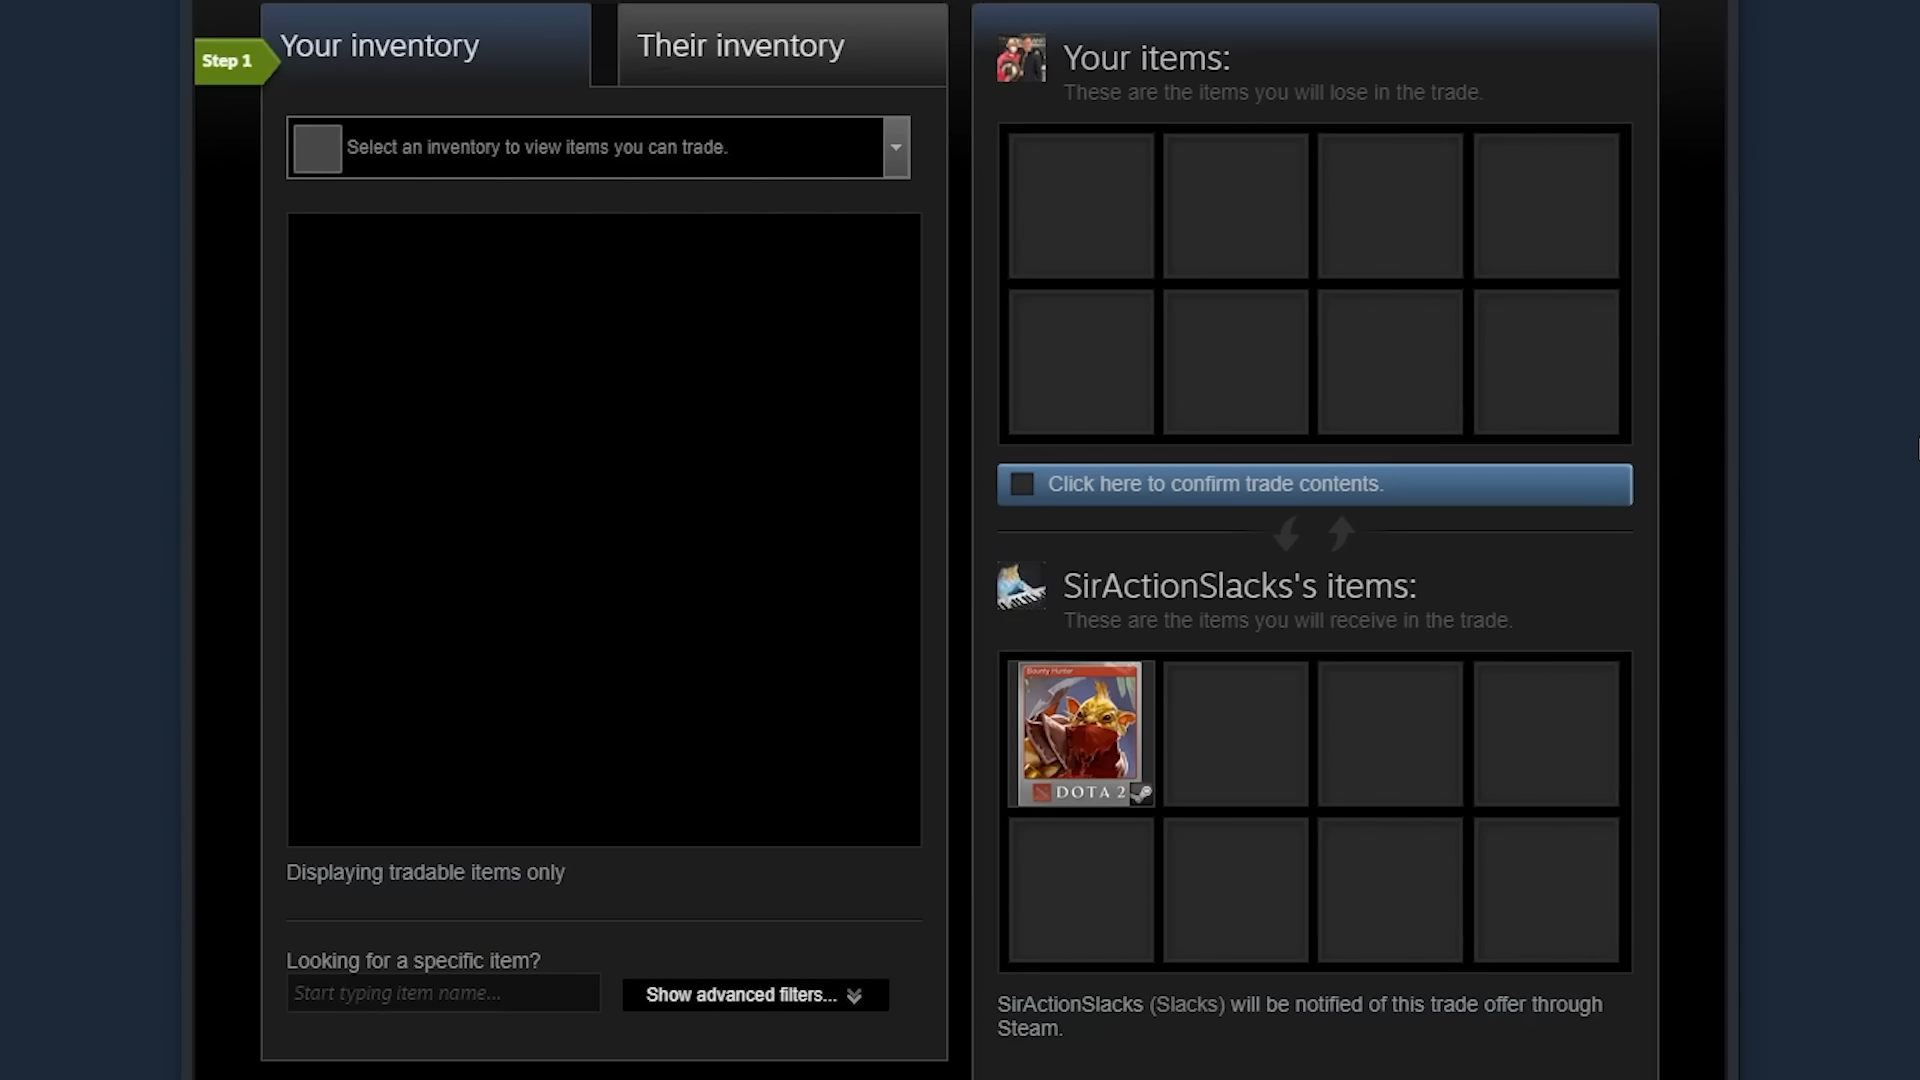 Step 1
Your inventory
Their inventory
Select an inventory to view items you can trade.
Displaying tradable items only
Looking for a specific item?
Start typing item name...
Show advanced filters...
Your items:
These are the items you will lose in the trade.
Click here to confirm trade contents.
SirActionSlacks's items:
These are the items you will receive in the trade.
Bounty Hunter
DOTA 2
SirActionSlacks (Slacks) will be notified of this trade offer through
Steam.